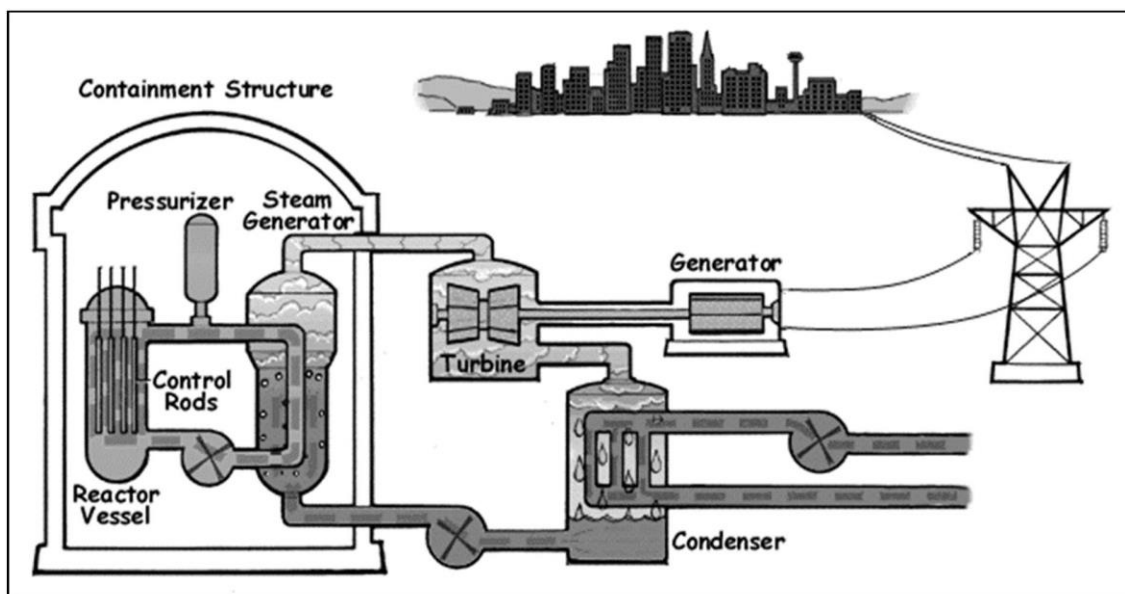 Containment Structure
Pressurizer
Steam
Generator
Generator
Turbine
Control
Rods
Reactor
Vessel
Condenser